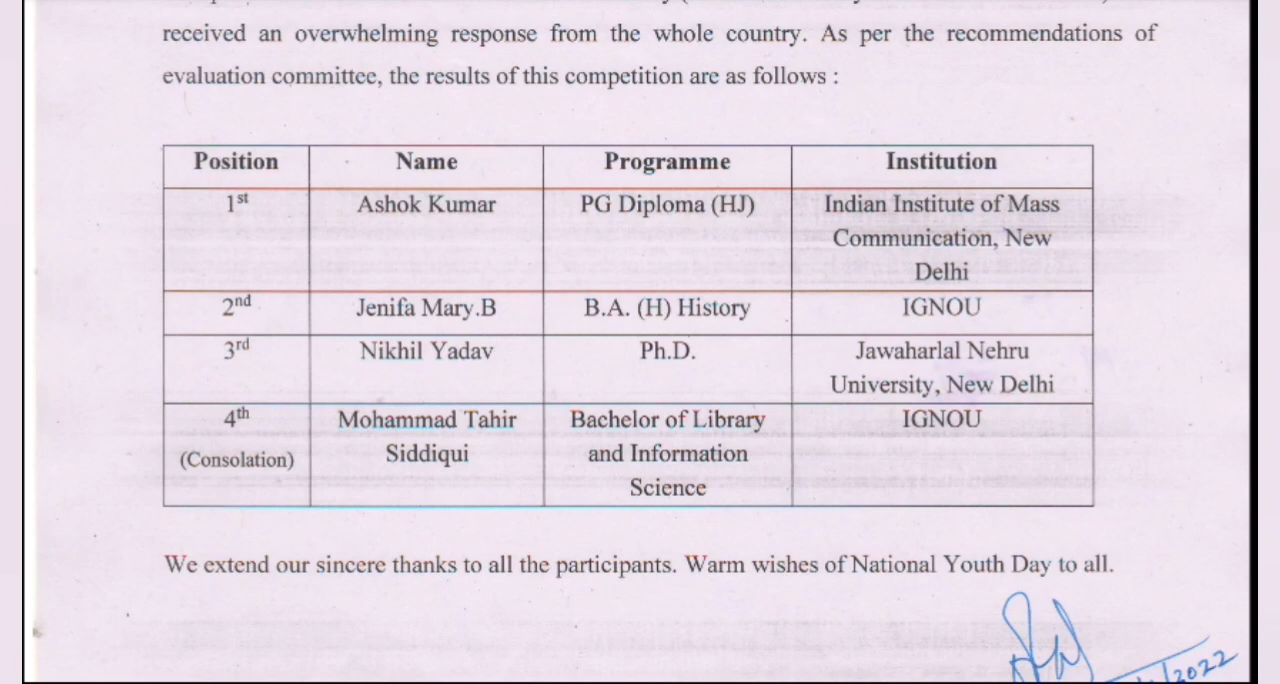 received an overwhelming response from the whole country. As per the recommendations of
evaluation committee, the results of this competition are as follows :
Position Name Programme Institution
1st Ashok Kumar PG Diploma (HJ) Indian Institute of Mass
Communication, New
Delhi
2nd Jenifa Mary.B B.A. (H) History IGNOU
3rd Nikhil Yadav Ph.D. Jawaharlal Nehru
University, New Delhi
4th Mohammad Tahir Bachelor of Library IGNOU
(Consolation) Siddiqui and Information
Science
We extend our sincere thanks to all the participants. Warm wishes of National Youth Day to all.
/2022